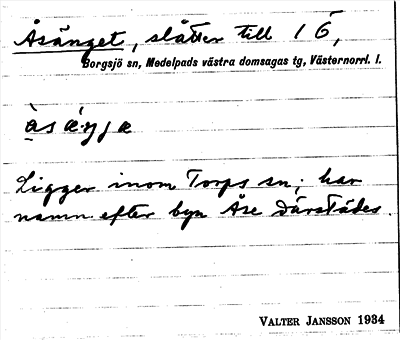 Åsänget, slåtter till 16,
Borgsjö sn, Medelpads västra domsagas tg, Västernorrl. l.
Ligger inom Torps sn; har
namn efter byn Åse därstädes.
VALTER JANSSON 1934